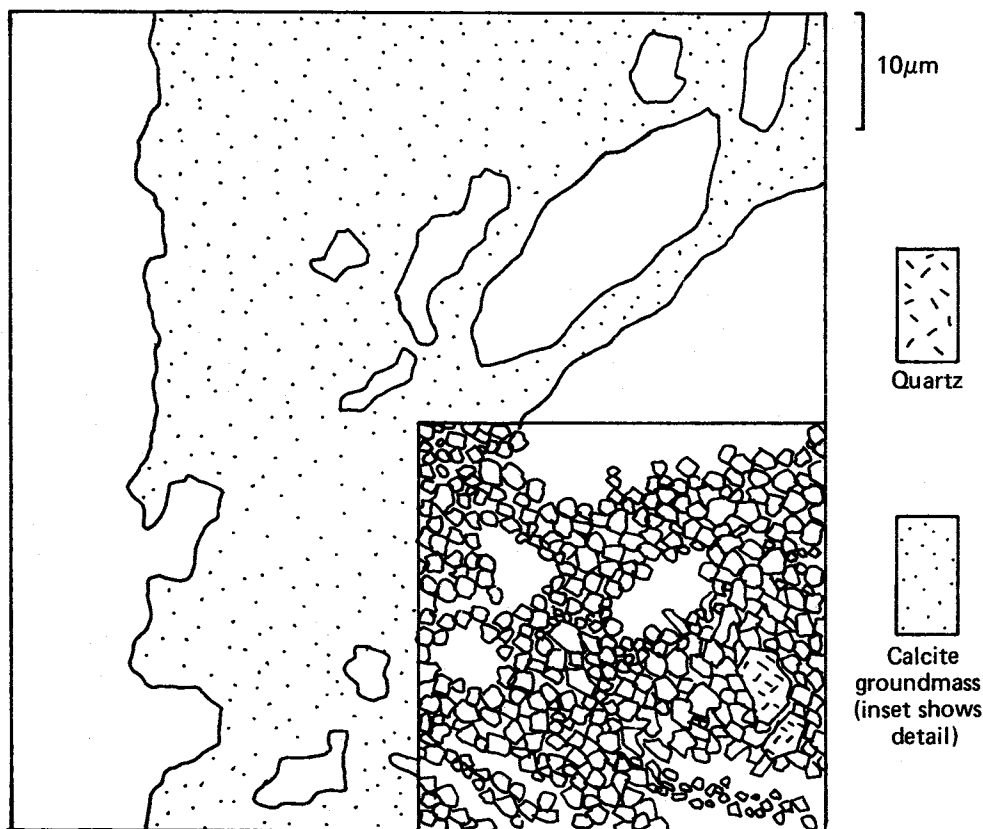 10μm
Quartz
Calcite
groundmass
(inset shows
detail)